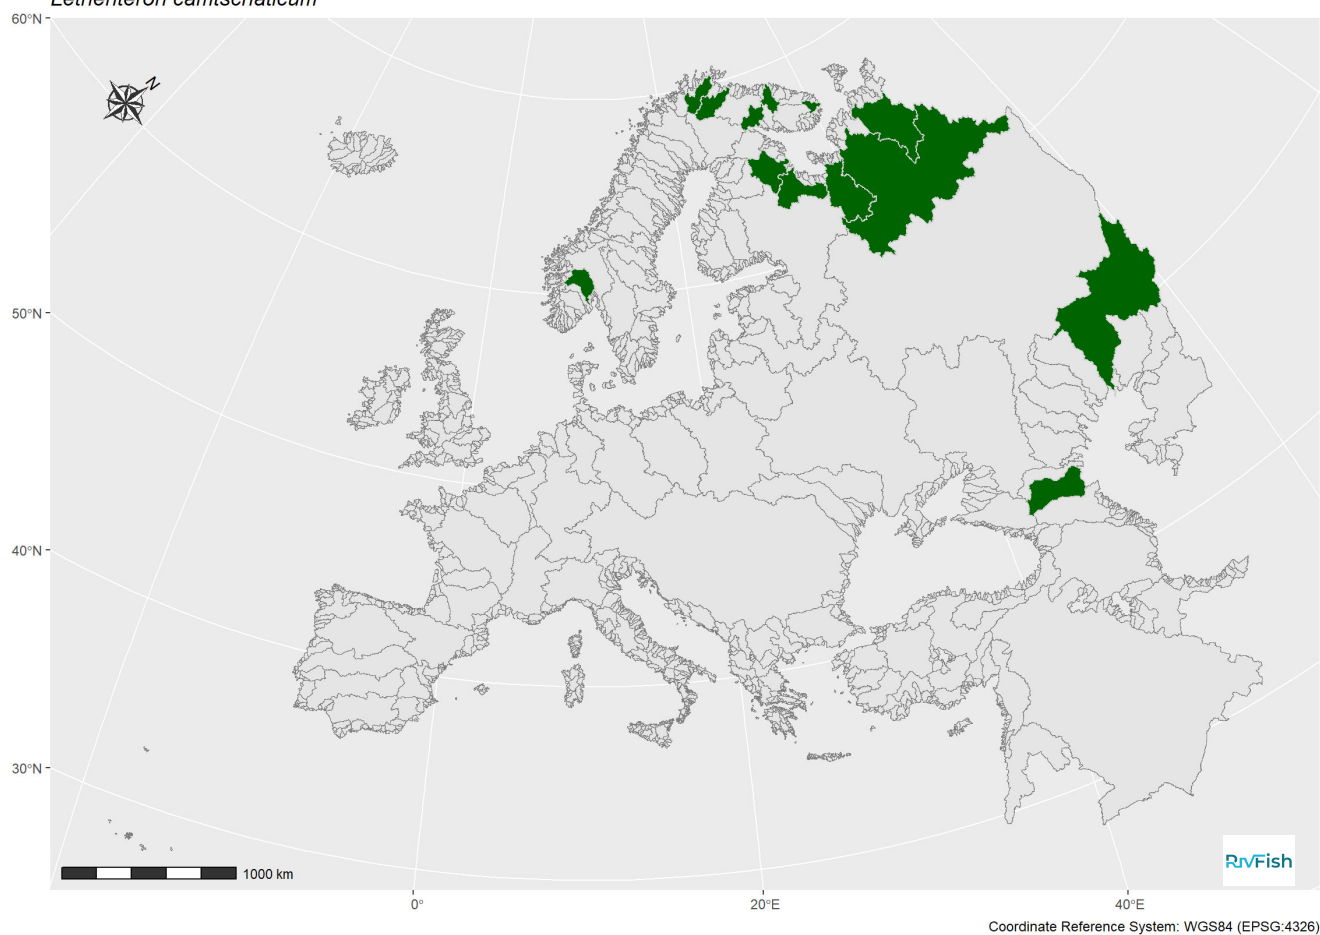 Lethenteron camtschaticum
60°N
N
50°N
40°N
30°N
1000 km
RivFish
0°
20°E
40°E
Coordinate Reference System: WGS84 (EPSG:4326)